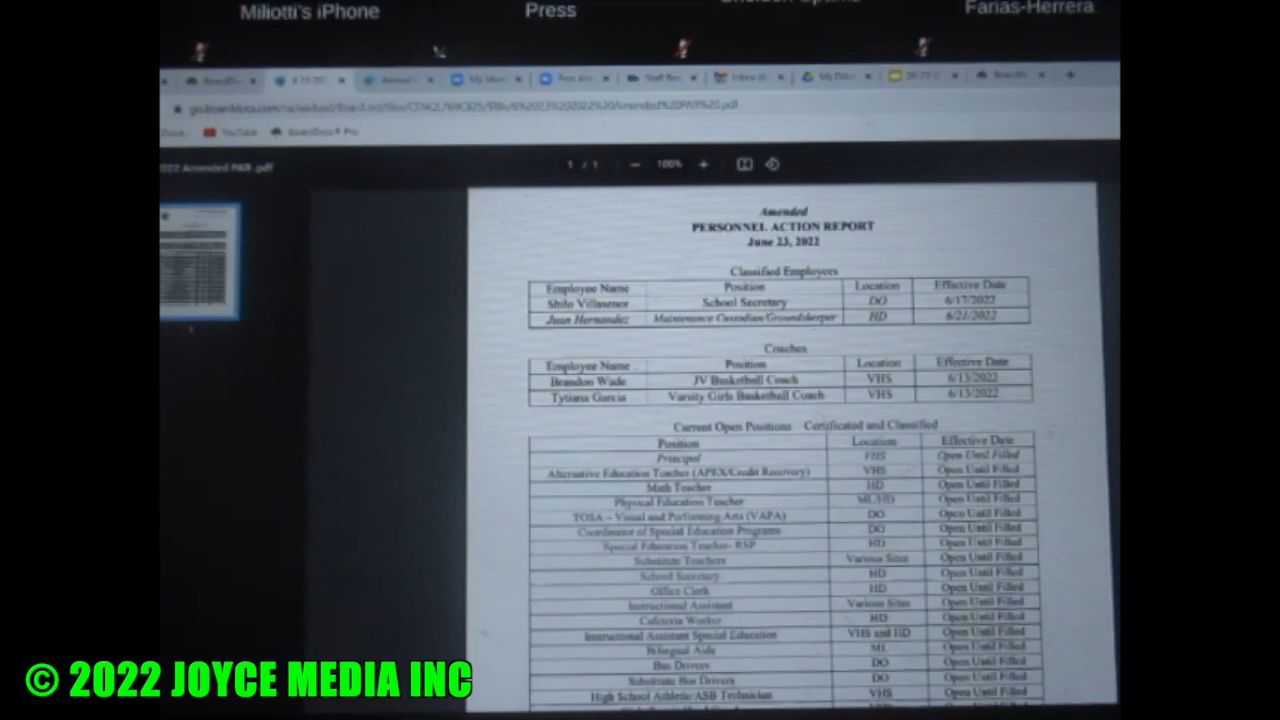 Miliotti's iPhone Press Farias-Herrera
YouTube BoardDocs® Pro
022 Amended PAR .pdf 1 / 1 — 100% +
Amended
PERSONNEL ACTION REPORT
June 23, 2022
Classified Employees
Employee Name Position Location Effective Date
Shilo Villasenor School Secretary DO 6/17/2022
Juan Hernandez Maintenance Custodian/Groundskeeper HD 6/21/2022
Coaches
Employee Name Position Location Effective Date
Brandon Wade JV Basketball Coach VHS 6/13/2022
Tytiana Garcia Varsity Girls Basketball Coach VHS 6/13/2022
Current Open Positions Certificated and Classified
Position Location Effective Date
Principal VHS Open Until Filled
Alternative Education Teacher (APEX/Credit Recovery) VHS Open Until Filled
Math Teacher HD Open Until Filled
Physical Education Teacher ML/HD Open Until Filled
TOSA – Visual and Performing Arts (VAPA) DO Open Until Filled
Coordinator of Special Education Programs DO Open Until Filled
Special Education Teacher- RSP HD Open Until Filled
Substitute Teachers Various Sites Open Until Filled
School Secretary HD Open Until Filled
Office Clerk HD Open Until Filled
Instructional Assistant Various Sites Open Until Filled
Cafeteria Worker HD Open Until Filled
Instructional Assistant Special Education VHS and HD Open Until Filled
Bilingual Aide ML Open Until Filled
Bus Drivers DO Open Until Filled
Substitute Bus Drivers DO Open Until Filled
High School Athletic/ASB Technician VHS Open Until Filled
© 2022 JOYCE MEDIA INC